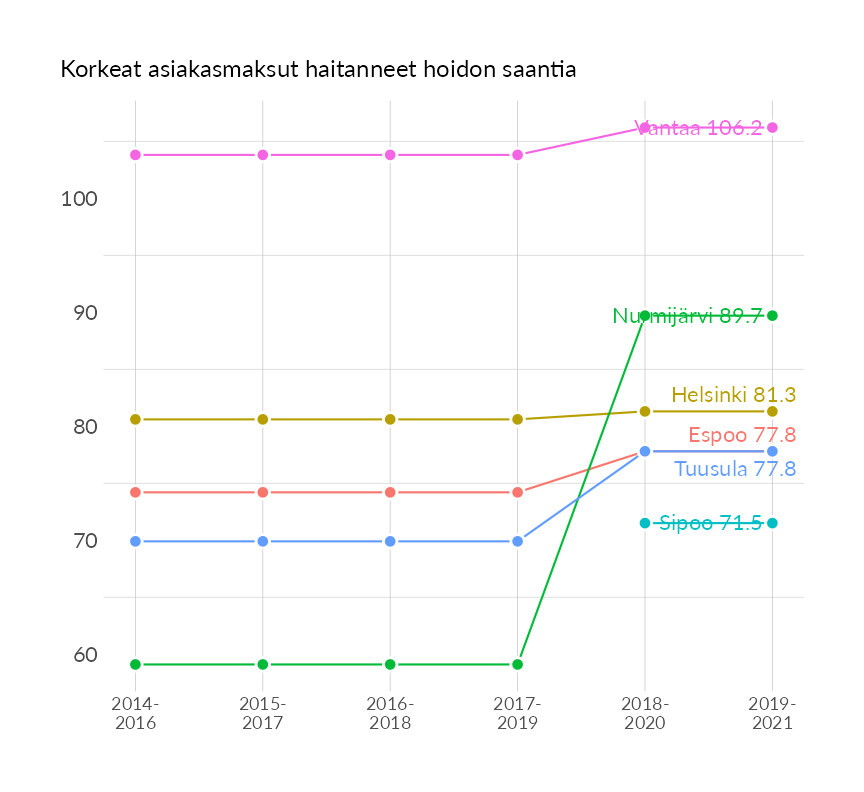 Korkeat asiakasmaksut haitanneet hoidon saantia
Vantaa 106.2
100
90
Nurmijärvi 89.7
Helsinki 81.3
80
Espoo 77.8
Tuusula 77.8
Sipoo 71.5
70
60
2014-
2016
2015-
2017
2016-
2018
2017-
2019
2018-
2020
2019-
2021